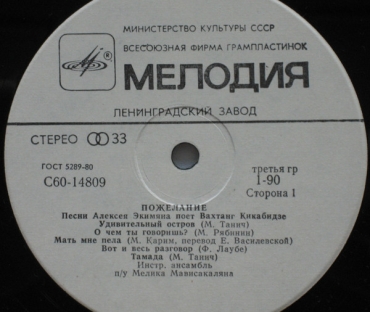 МИНИСТЕРСТВО КУЛЬТУРЫ СССР
ВСЕСОЮЗНАЯ ФИРМА ГРАМПЛАСТИНОК
МЕЛОДИЯ
ЛЕНИНГРАДСКИЙ ЗАВОД
СТЕРЕО 33
ГОСТ 5289-80
С60-14809
третья гр
1-90
Сторона 1
ПОЖЕЛАНИЕ
Песни Алексея Экимяна поет Вахтанг Кикабидзе
Удивительный остров (М. Танич)
О чем ты говоришь? (М. Рябинин)
Мать мне пела (М. Карим, перевод Е. Василевской)
Вот и весь разговор (Ф. Лаубе)
Тамада (М. Танич)
Инстр. ансамбль
п/у Мелика Мависакаляна